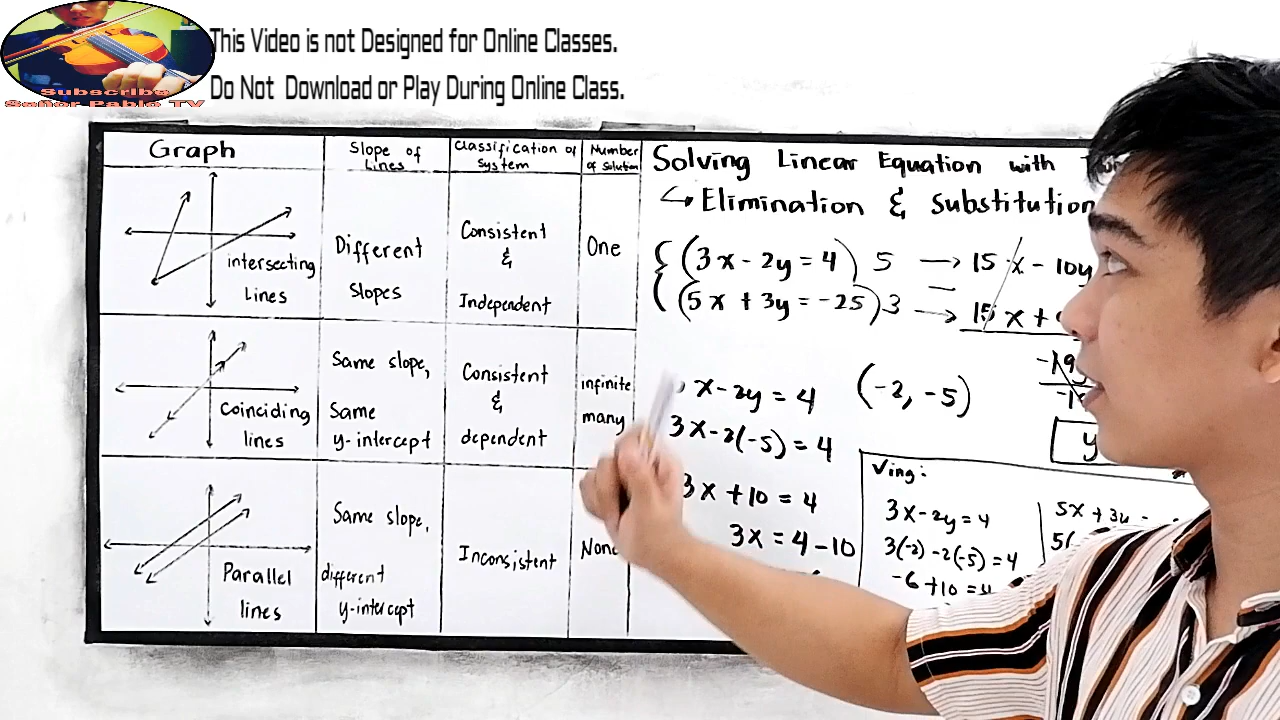 This Video is not Designed for Online Classes.
Do Not Download or Play During Online Class.
Subscribe
Señor Pablo TV
Graph
Slope of
Lines
Classification of
system
Number
of solution
intersecting
Lines
Different
slopes
Consistent
&
Independent
One
Coinciding
lines
Same slope,
Same
y-intercept
Consistent
&
dependent
infinite
many
Parallel
lines
Same slope,
different
y-intercept
Inconsistent
None
Solving Linear Equation with
↳ Elimination & Substitution
{ (3x - 2y = 4) 5 → 15x - 10y
(5x + 3y = -25) 3 → 15x +
x - 2y = 4
(-2, -5)
3x - 2(-5) = 4
3x + 10 = 4
3x = 4 - 10
-19y
y
Ving:
3x - 2y = 4
3(-2) - 2(-5) = 4
-6 + 10 = 4
5x + 3y =
5(